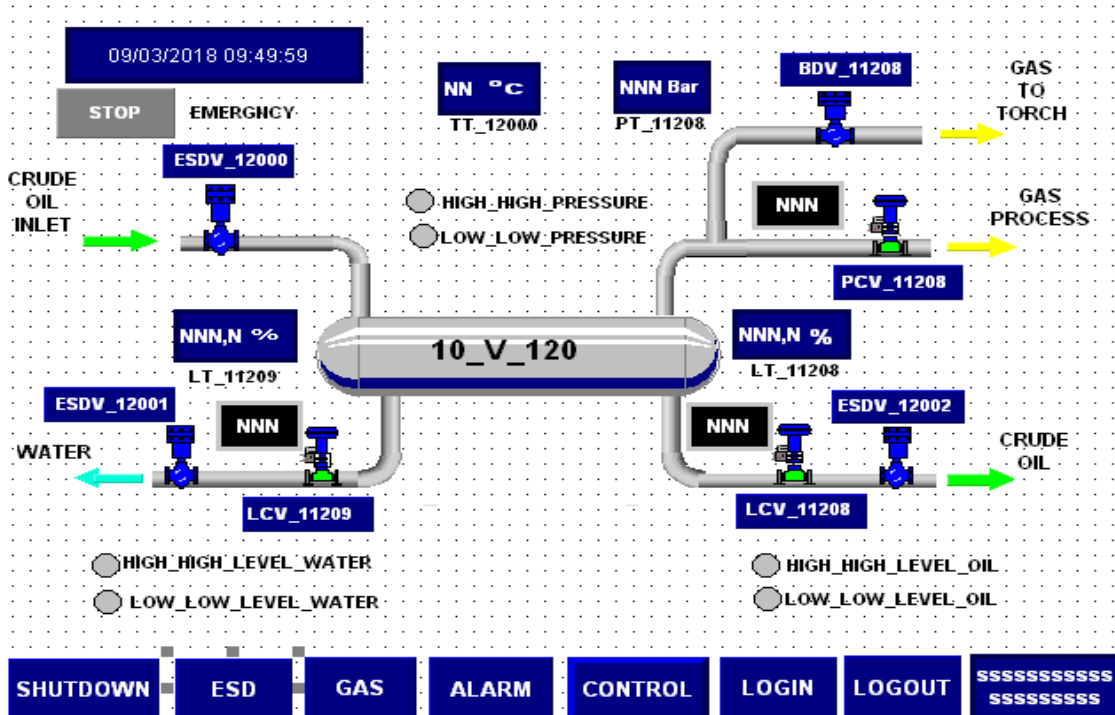 09/03/2018 09:49:59
STOP
EMERGNCY
NN °C
TT_12000
NNN Bar
PT_11208
BDV_11208
GAS
TO
TORCH
ESDV_12000
CRUDE
OIL
INLET
HIGH_HIGH_PRESSURE
LOW_LOW_PRESSURE
NNN
GAS
PROCESS
PCV_11208
NNN,N %
LT_11209
10_V_120
NNN,N %
LT_11208
ESDV_12001
NNN
WATER
LCV_11209
NNN
ESDV_12002
CRUDE
OIL
LCV_11208
HIGH_HIGH_LEVEL_WATER
LOW_LOW_LEVEL_WATER
HIGH_HIGH_LEVEL_OIL
LOW_LOW_LEVEL_OIL
SHUTDOWN
ESD
GAS
ALARM
CONTROL
LOGIN
LOGOUT
SSSSSSSSSSS
SSSSSSSSS